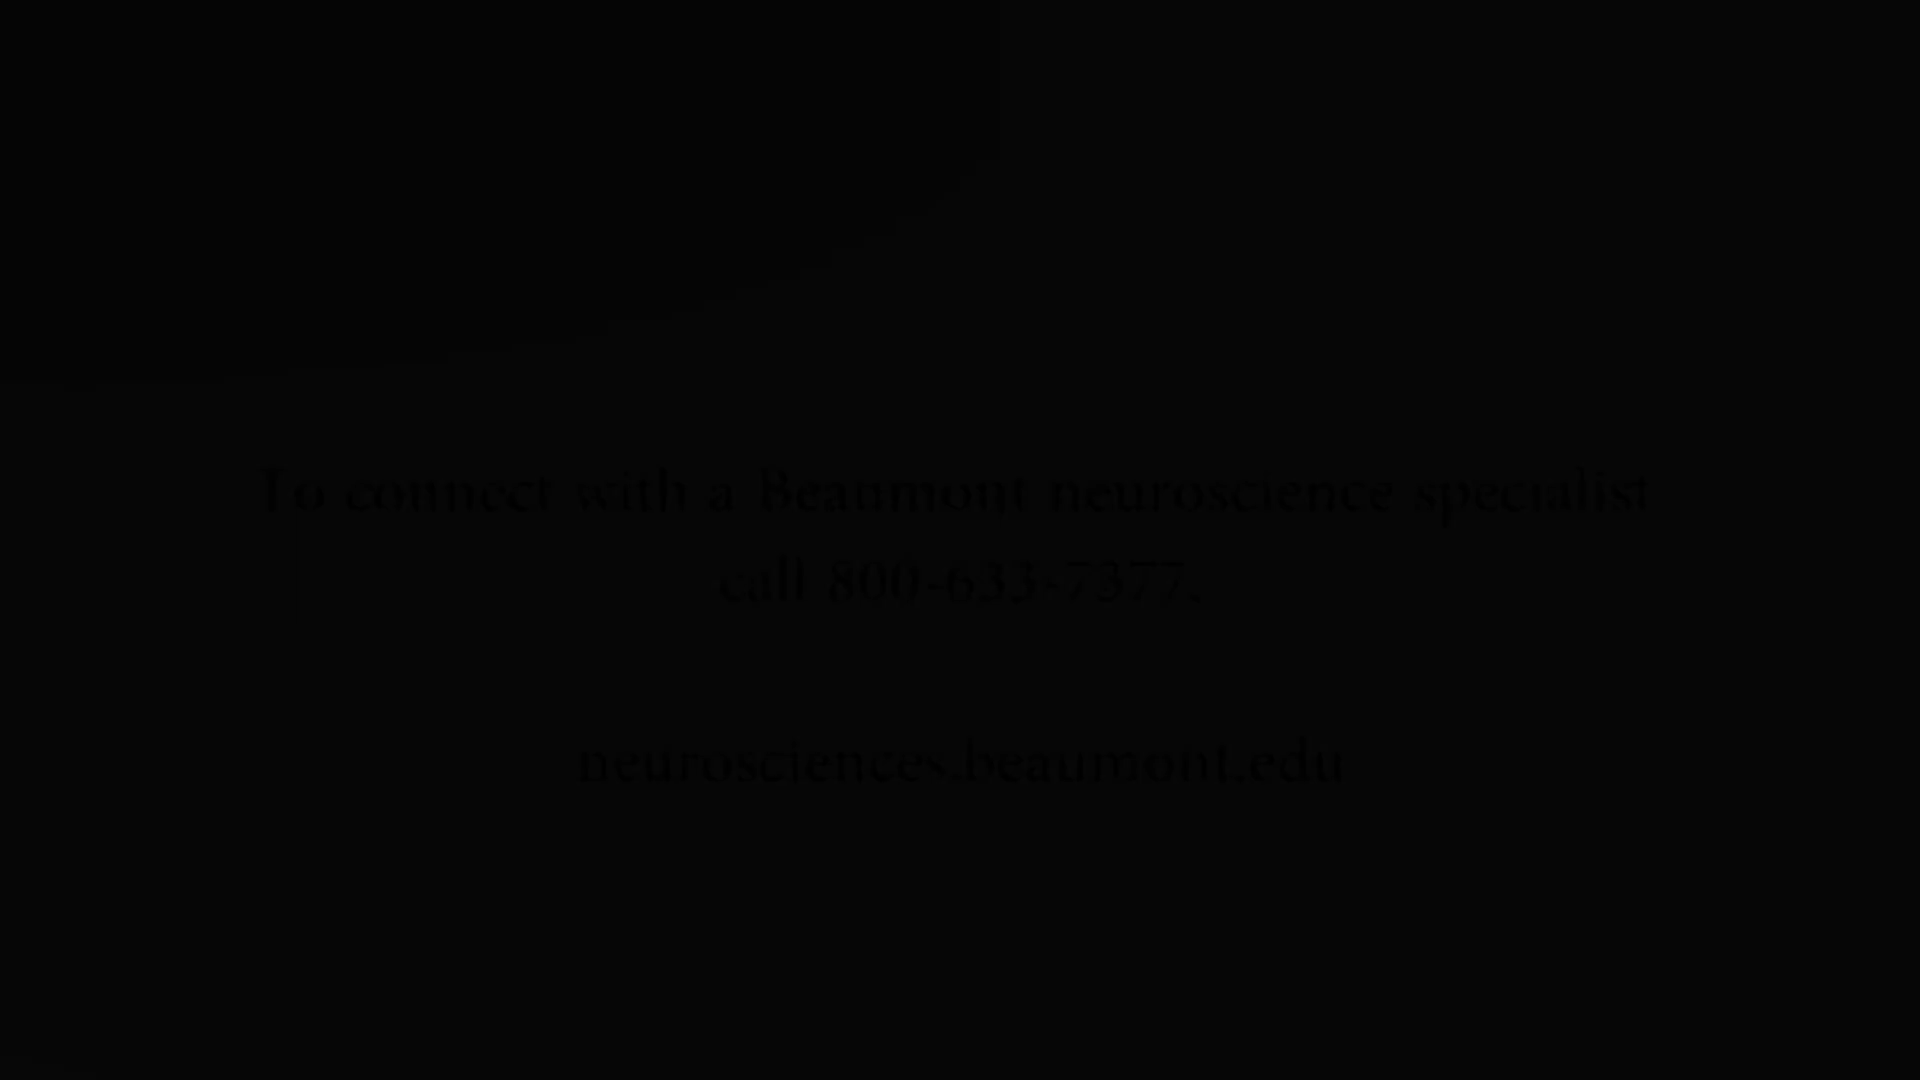 To connect with a Beaumont neuroscience specialist
call 800-633-7377.
neurosciences.beaumont.edu